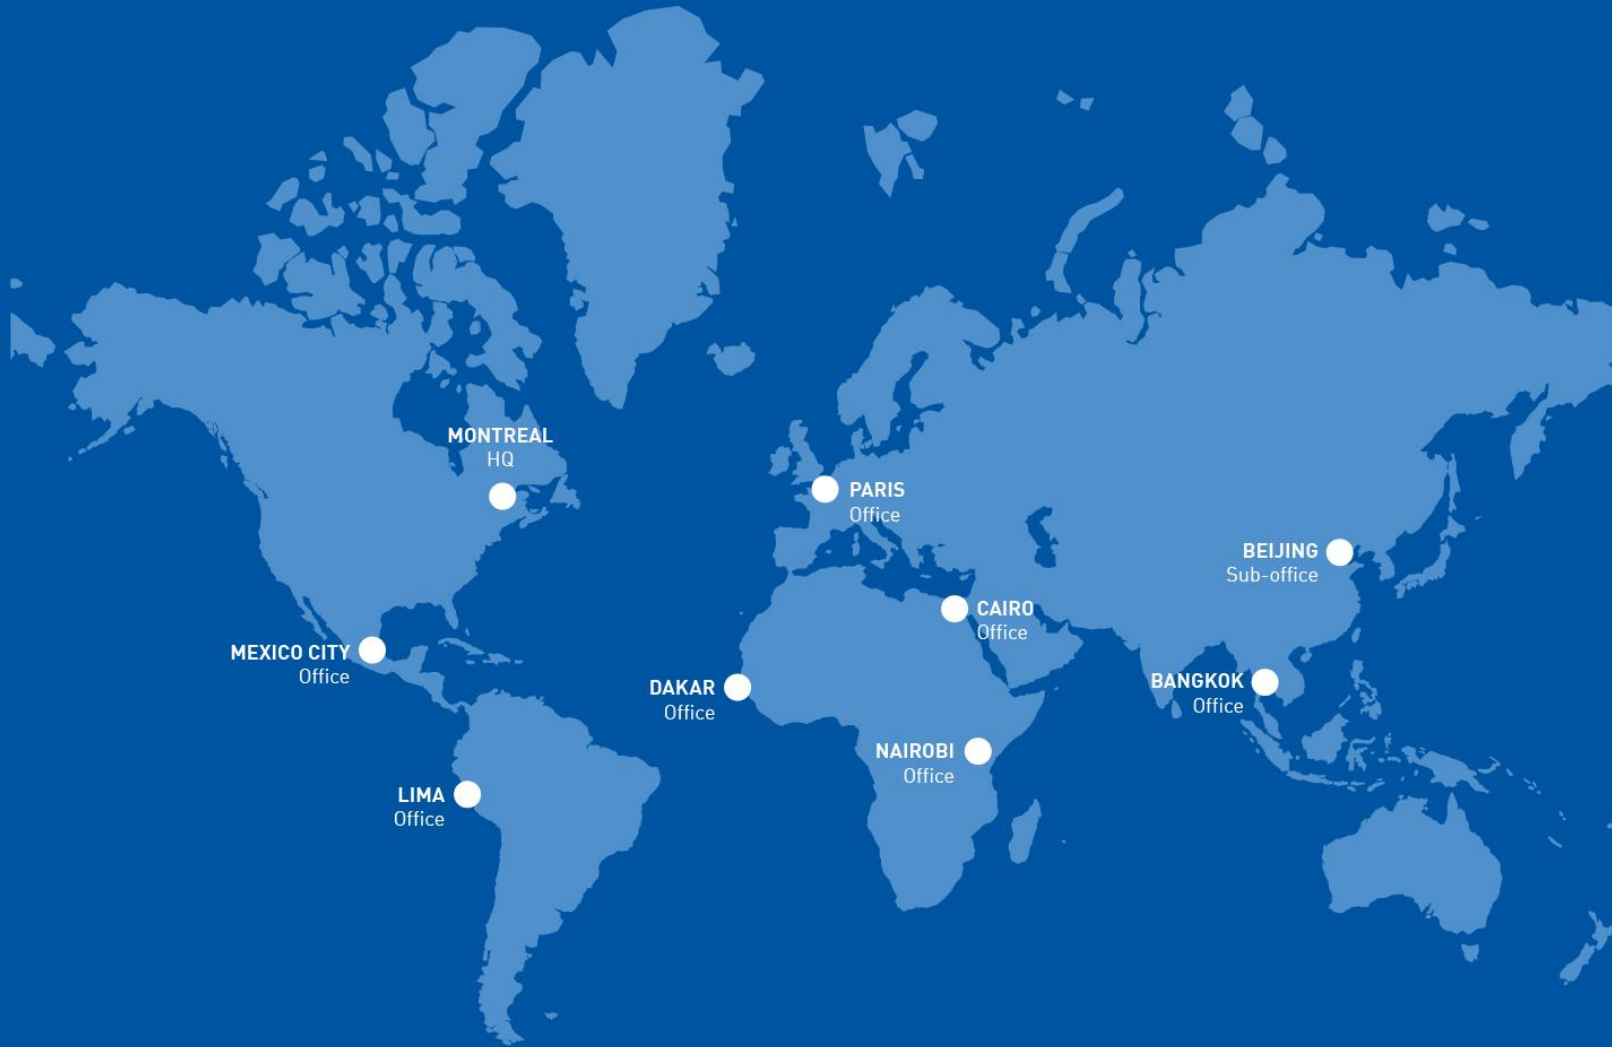 MONTREAL
HQ
PARIS
Office
BEIJING
Sub-office
CAIRO
Office
MEXICO CITY
Office
DAKAR
Office
BANGKOK
Office
NAIROBI
Office
LIMA
Office